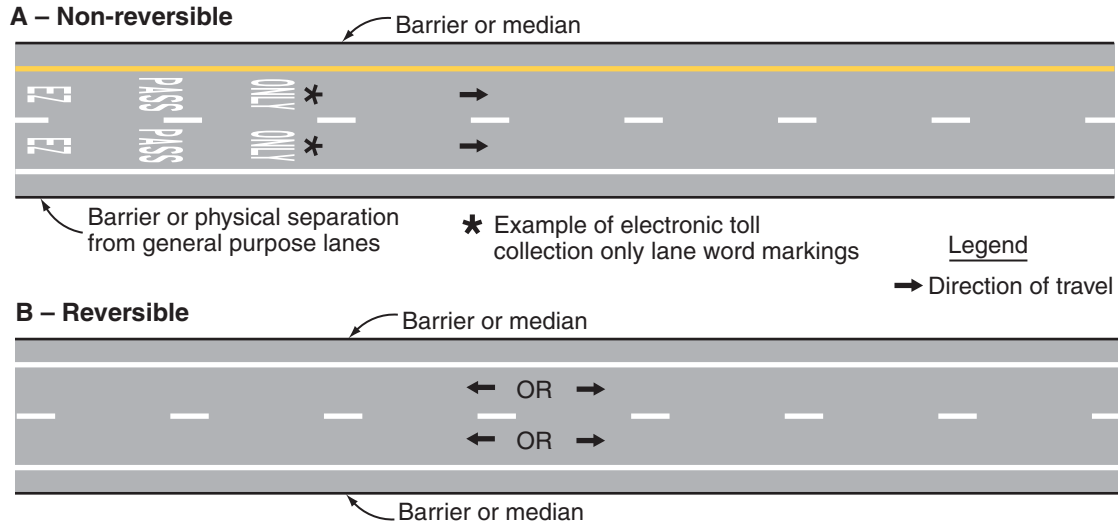 A – Non-reversible
Barrier or median
EZ PASS ONLY *
EZ PASS ONLY *
Barrier or physical separation
from general purpose lanes
* Example of electronic toll
collection only lane word markings
Legend
Direction of travel
B – Reversible
Barrier or median
OR
OR
Barrier or median